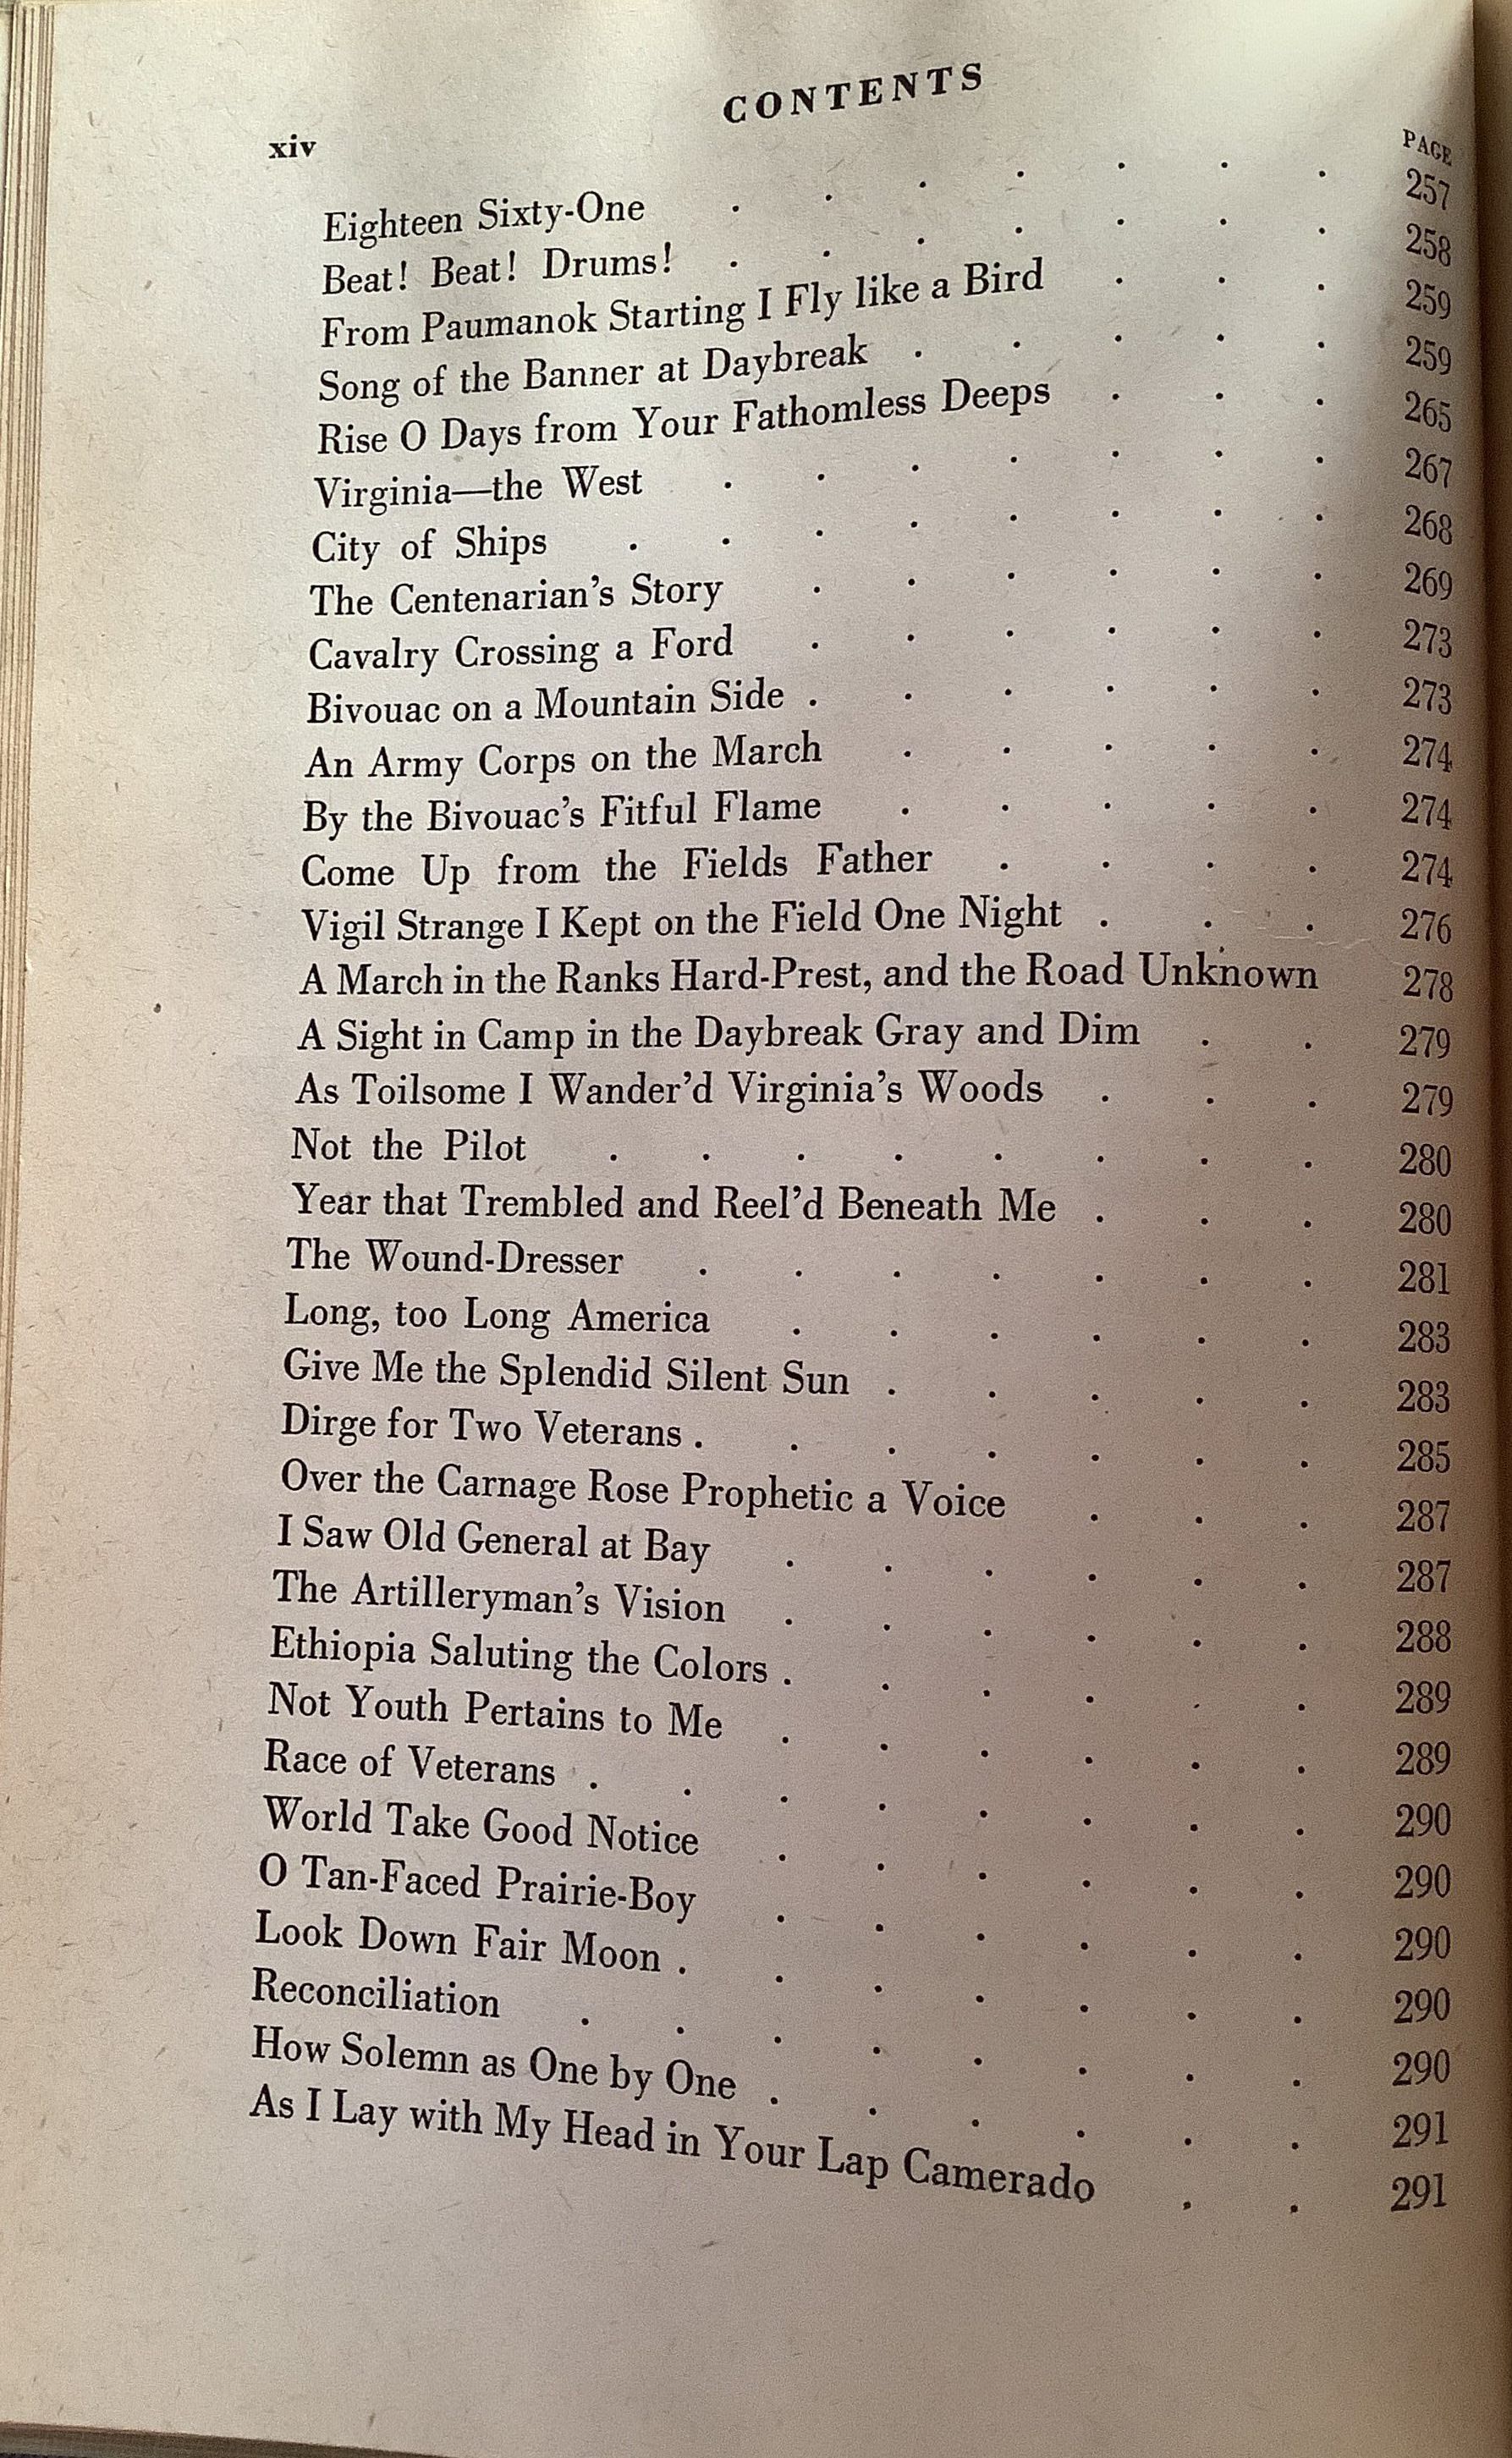 CONTENTS
xiv
PAGE
Eighteen Sixty-One . . . . . . . 257
Beat! Beat! Drums! . . . . . . . 258
From Paumanok Starting I Fly like a Bird . . . 259
Song of the Banner at Daybreak . . . . . 259
Rise O Days from Your Fathomless Deeps . . . 265
Virginia—the West . . . . . . . 267
City of Ships . . . . . . . . 268
The Centenarian's Story . . . . . . 269
Cavalry Crossing a Ford . . . . . . 273
Bivouac on a Mountain Side . . . . . . 273
An Army Corps on the March . . . . . 274
By the Bivouac's Fitful Flame . . . . . 274
Come Up from the Fields Father . . . . 274
Vigil Strange I Kept on the Field One Night . . . 276
A March in the Ranks Hard-Prest, and the Road Unknown 278
A Sight in Camp in the Daybreak Gray and Dim . . 279
As Toilsome I Wander'd Virginia's Woods . . . 279
Not the Pilot . . . . . . . . 280
Year that Trembled and Reel'd Beneath Me . . . 280
The Wound-Dresser . . . . . . . 281
Long, too Long America . . . . . . 283
Give Me the Splendid Silent Sun . . . . . 283
Dirge for Two Veterans . . . . . . . 285
Over the Carnage Rose Prophetic a Voice . . . 287
I Saw Old General at Bay . . . . . . 287
The Artilleryman's Vision . . . . . . 288
Ethiopia Saluting the Colors . . . . . . 289
Not Youth Pertains to Me . . . . . . 289
Race of Veterans . . . . . . . . 290
World Take Good Notice . . . . . . 290
O Tan-Faced Prairie-Boy . . . . . . 290
Look Down Fair Moon . . . . . . . 290
Reconciliation . . . . . . . . 290
How Solemn as One by One . . . . . . 291
As I Lay with My Head in Your Lap Camerado . . 291